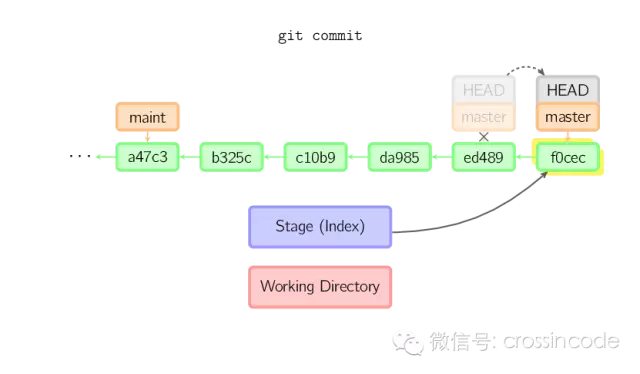 git commit
HEAD HEAD
maint master master
··· a47c3 b325c c10b9 da985 ed489 f0cec
Stage (Index)
Working Directory
微信号: crossincode